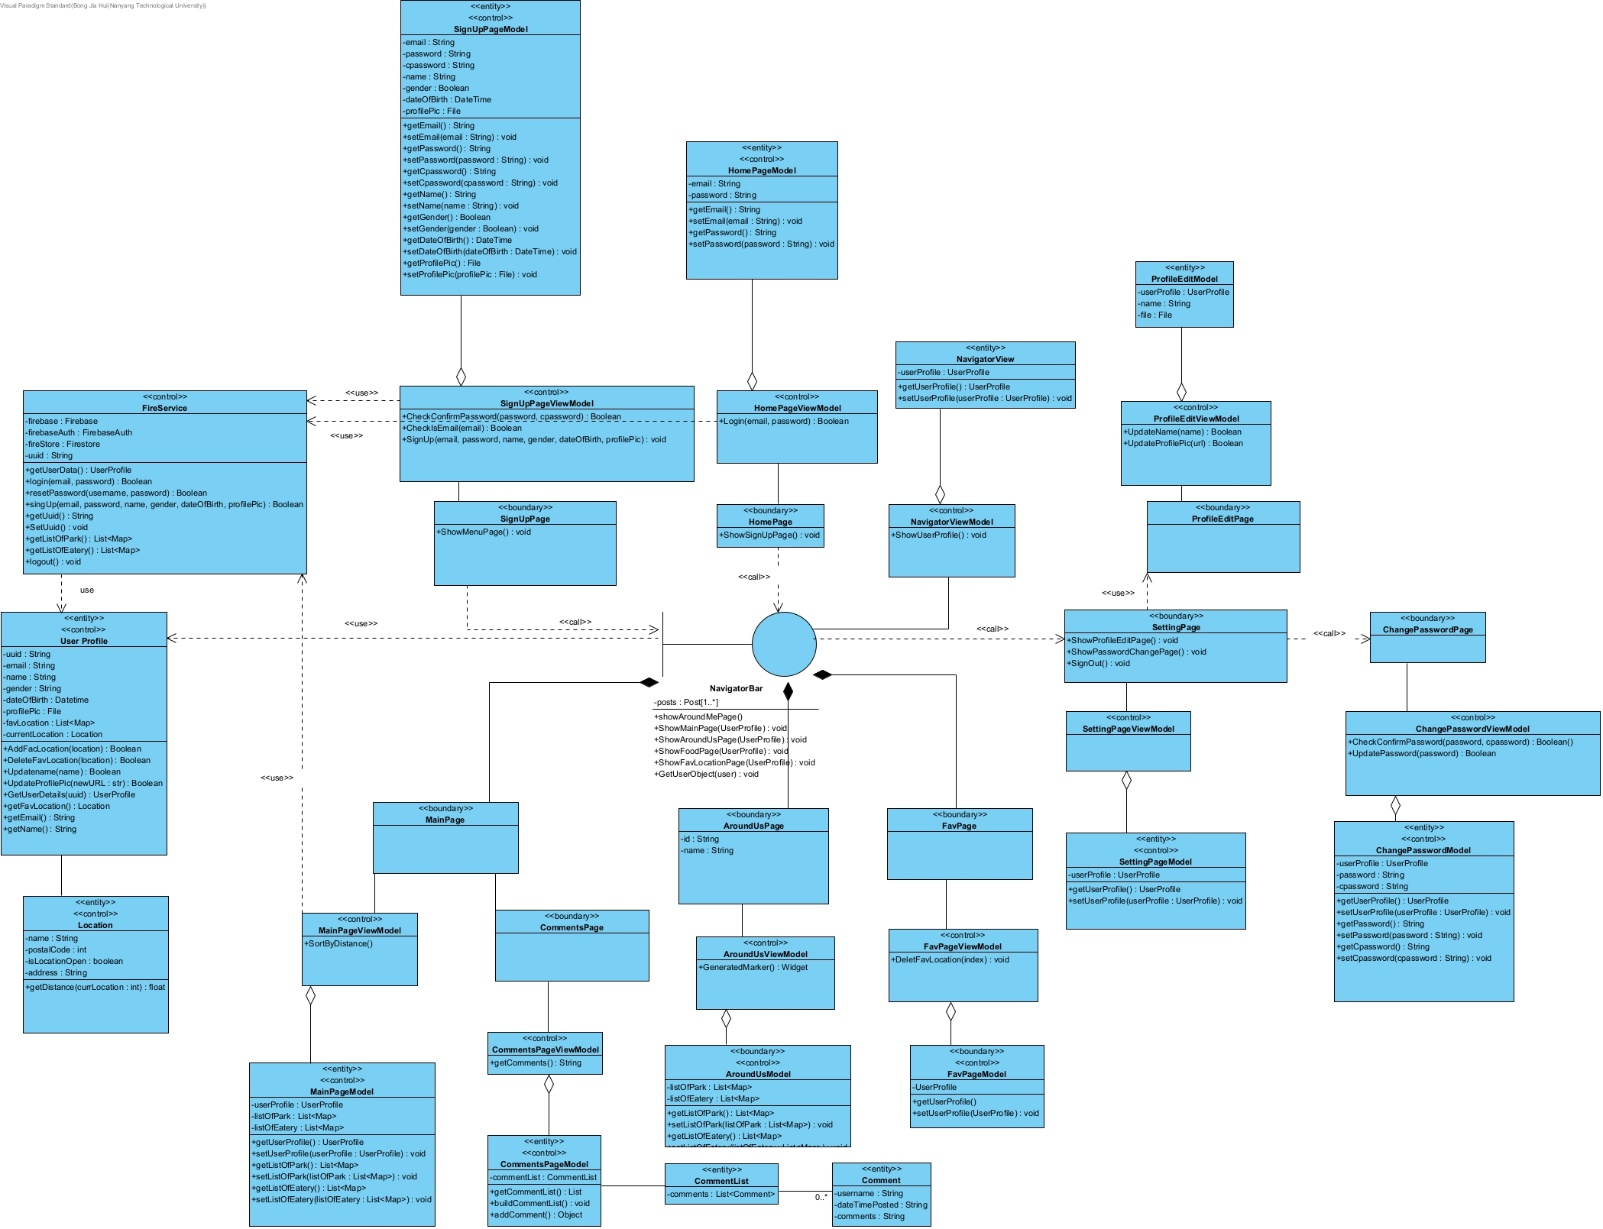 Visual Paradigm Standard(Bong Jia Hui(Nanyang Technological University))
<<entity>>
<<control>>
SignUpPageModel
-email : String
-password : String
-cpassword : String
-name : String
-gender : Boolean
-dateOfBirth : DateTime
-profilePic : File
+getEmail() : String
+setEmail(email : String) : void
+getPassword() : String
+setPassword(password : String) : void
+getCpassword() : String
+setCpassword(cpassword : String) : void
+getName() : String
+setName(name : String) : void
+getGender() : Boolean
+setGender(gender : Boolean) : void
+getDateOfBirth() : DateTime
+setDateOfBirth(dateOfBirth : DateTime) : void
+getProfilePic() : File
+setProfilePic(profilePic : File) : void
<<entity>>
<<control>>
HomePageModel
-email : String
-password : String
+getEmail() : String
+setEmail(email : String) : void
+getPassword() : String
+setPassword(password : String) : void
<<entity>>
ProfileEditModel
-userProfile : UserProfile
-name : String
-file : File
<<entity>>
NavigatorView
-userProfile : UserProfile
+getUserProfile() : UserProfile
+setUserProfile(userProfile : UserProfile) : void
<<control>>
FireService
-firebase : Firebase
-firebaseAuth : FirebaseAuth
-fireStore : Firestore
-uuid : String
+getUserData() : UserProfile
+login(email, password) : Boolean
+resetPassword(username, password) : Boolean
+singUp(email, password, name, gender, dateOfBirth, profilePic) : Boolean
+getUuid() : String
+SetUuid() : void
+getListOfPark() : List<Map>
+getListOfEatery() : List<Map>
+logout() : void
<<use>>
<<use>>
<<control>>
SignUpPageViewModel
+CheckConfirmPassword(password, cpassword) : Boolean
+CheckIsEmail(email) : Boolean
+SignUp(email, password, name, gender, dateOfBirth, profilePic) : void
<<control>>
HomePageViewModel
+Login(email, password) : Boolean
<<control>>
ProfileEditViewModel
+UpdateName(name) : Boolean
+UpdateProfilePic(url) : Boolean
<<boundary>>
SignUpPage
+ShowMenuPage() : void
<<boundary>>
HomePage
+ShowSignUpPage() : void
<<control>>
NavigatorViewModel
+ShowUserProfile() : void
<<boundary>>
ProfileEditPage
use
<<call>>
<<use>>
<<use>>
<<call>>
<<call>>
<<call>>
<<entity>>
<<control>>
User Profile
-uuid : String
-email : String
-name : String
-gender : String
-dateOfBirth : Datetime
-profilePic : File
-favLocation : List<Map>
-currentLocation : Location
+AddFacLocation(location) : Boolean
+DeleteFavLocation(location) : Boolean
+Updatename(name) : Boolean
+UpdateProfilePic(newURL : str) : Boolean
+GetUserDetails(uuid) : UserProfile
+getFavLocation() : Location
+getEmail() : String
+getName() : String
<<boundary>>
SettingPage
+ShowProfileEditPage() : void
+ShowPasswordChangePage() : void
+SignOut() : void
<<boundary>>
ChangePasswordPage
NavigatorBar
-posts : Post[1..*]
+showAroundMePage()
+ShowMainPage(UserProfile) : void
+ShowAroundUsPage(UserProfile) : void
+ShowFoodPage(UserProfile) : void
+ShowFavLocationPage(UserProfile) : void
+GetUserObject(user) : void
<<control>>
SettingPageViewModel
<<control>>
ChangePasswordViewModel
+CheckConfirmPassword(password, cpassword) : Boolean()
+UpdatePassword(password) : Boolean
<<use>>
<<boundary>>
MainPage
<<boundary>>
AroundUsPage
-id : String
-name : String
<<boundary>>
FavPage
<<entity>>
<<control>>
SettingPageModel
-userProfile : UserProfile
+getUserProfile() : UserProfile
+setUserProfile(userProfile : UserProfile) : void
<<entity>>
<<control>>
ChangePasswordModel
-userProfile : UserProfile
-password : String
-cpassword : String
+getUserProfile() : UserProfile
+setUserProfile(userProfile : UserProfile) : void
+getPassword() : String
+setPassword(password : String) : void
+getCpassword() : String
+setCpassword(cpassword : String) : void
<<entity>>
<<control>>
Location
-name : String
-postalCode : int
-isLocationOpen : boolean
-address : String
+getDistance(currLocation : int) : float
<<control>>
MainPageViewModel
+SortByDistance()
<<boundary>>
CommentsPage
<<control>>
AroundUsViewModel
+GeneratedMarker() : Widget
<<control>>
FavPageViewModel
+DeletFavLocation(index) : void
<<control>>
CommentsPageViewModel
+getComments() : String
<<entity>>
<<control>>
MainPageModel
-userProfile : UserProfile
-listOfPark : List<Map>
-listOfEatery : List<Map>
+getUserProfile() : UserProfile
+setUserProfile(userProfile : UserProfile) : void
+getListOfPark() : List<Map>
+setListOfPark(listOfPark : List<Map>) : void
+getListOfEatery() : List<Map>
+setListOfEatery(listOfEatery : List<Map>) : void
<<boundary>>
<<control>>
AroundUsModel
-listOfPark : List<Map>
-listOfEatery : List<Map>
+getListOfPark() : List<Map>
+setListOfPark(listOfPark : List<Map>) : void
+getListOfEatery() : List<Map>
<<boundary>>
<<control>>
FavPageModel
-UserProfile
+getUserProfile()
+setUserProfile(UserProfile) : void
<<entity>>
<<control>>
CommentsPageModel
-commentList : CommentList
+getCommentList() : List
+buildCommentList() : void
+addComment() : Object
<<entity>>
CommentList
-comments : List<Comment>
0..*
<<entity>>
Comment
-username : String
-dateTimePosted : String
-comments : String